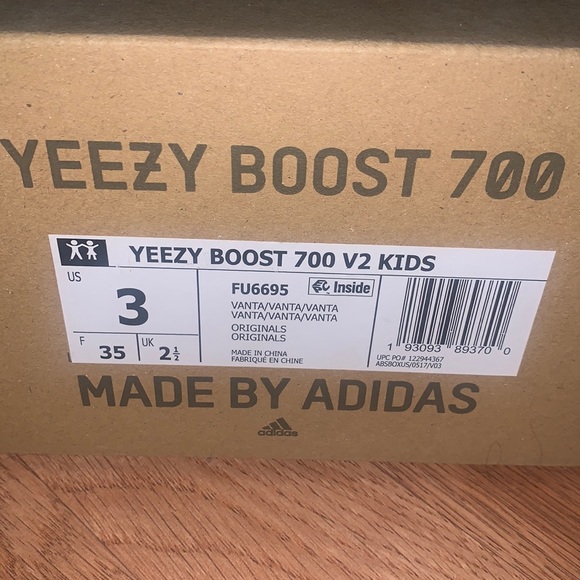 YEEZY BOOST 700
YEEZY BOOST 700 V2 KIDS
US
3
F
35
UK
2½
FU6695
Inside
VANTA/VANTA/VANTA
VANTA/VANTA/VANTA
ORIGINALS
ORIGINALS
MADE IN CHINA
FABRIQUÉ EN CHINE
1 93093 89370 0
UPC PO# 122944367
ABSBOXUS/0517/V03
MADE BY ADIDAS
adidas